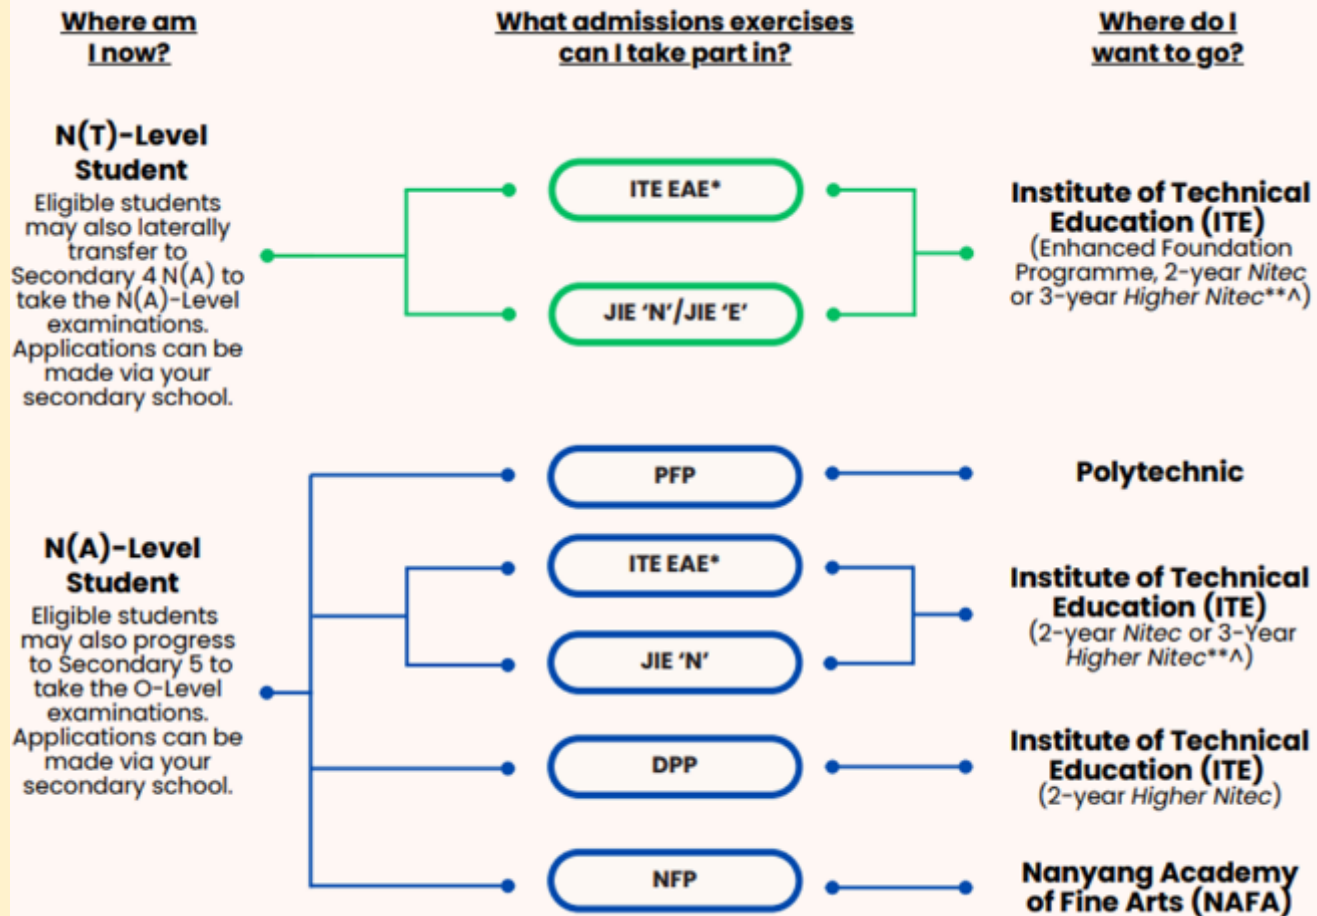 Where am
I now?
What admissions exercises
can I take part in?
Where do I
want to go?
N(T)-Level
Student
Eligible students
may also laterally
transfer to
Secondary 4 N(A) to
take the N(A)-Level
examinations.
Applications can be
made via your
secondary school.
ITE EAE*
JIE ‘N’/JIE ‘E’
Institute of Technical
Education (ITE)
(Enhanced Foundation
Programme, 2-year Nitec
or 3-year Higher Nitec**^)
N(A)-Level
Student
Eligible students
may also progress
to Secondary 5 to
take the O-Level
examinations.
Applications can be
made via your
secondary school.
PFP
Polytechnic
ITE EAE*
JIE ‘N’
Institute of Technical
Education (ITE)
(2-year Nitec or 3-Year
Higher Nitec**^)
DPP
Institute of Technical
Education (ITE)
(2-year Higher Nitec)
NFP
Nanyang Academy
of Fine Arts (NAFA)